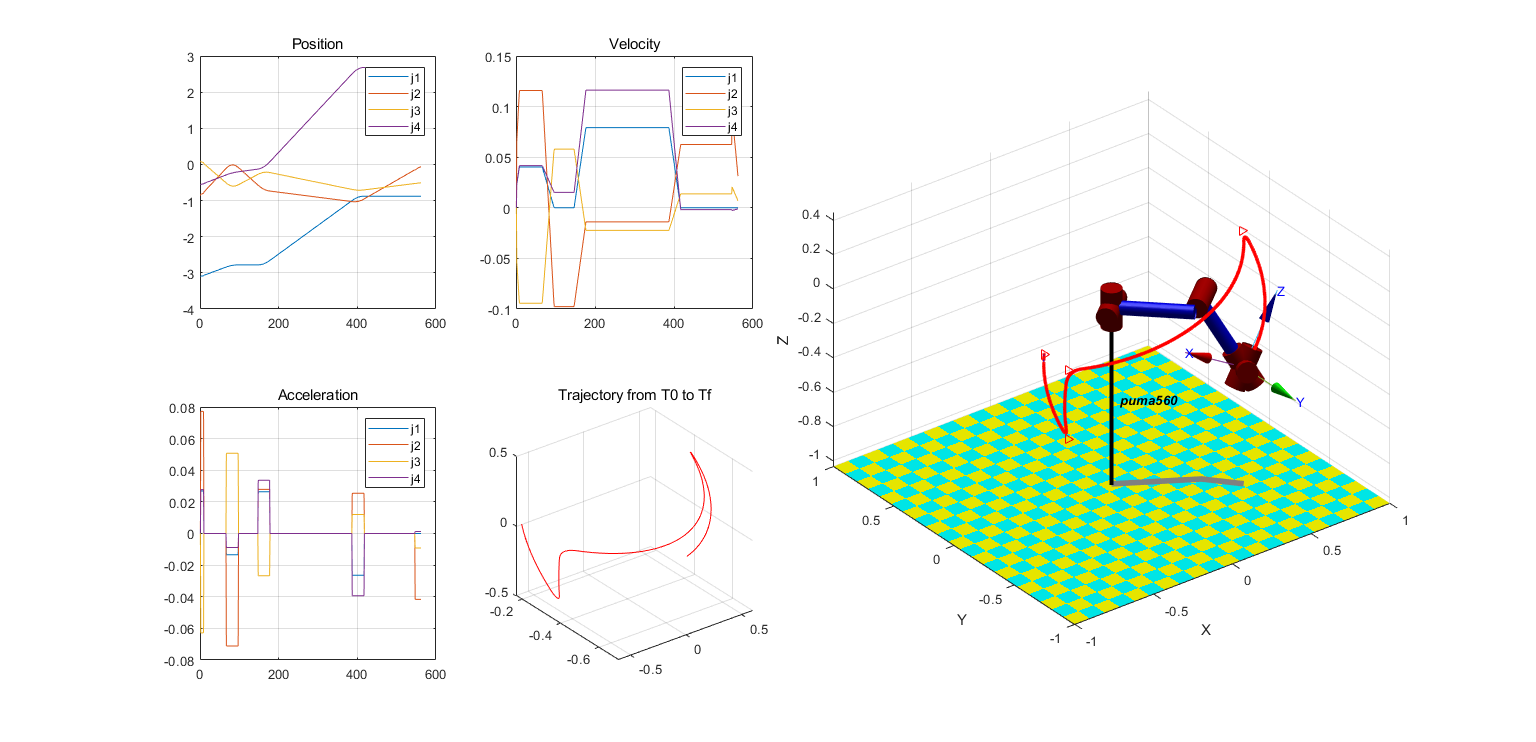 Position
3
2
1
0
-1
-2
-3
-4
0
200
400
600
j1
j2
j3
j4
Velocity
0.15
0.1
0.05
0
-0.05
-0.1
0
200
400
600
j1
j2
j3
j4
Acceleration
0.08
0.06
0.04
0.02
0
-0.02
-0.04
-0.06
-0.08
0
200
400
600
j1
j2
j3
j4
Trajectory from T0 to Tf
0.5
0
-0.5
-0.2
-0.4
-0.6
-0.5
0
0.5
0.4
0.2
0
-0.2
-0.4
-0.6
-0.8
-1
Z
1
0.5
0
-0.5
-1
Y
-1
-0.5
0
0.5
1
X
puma560
X
Y
Z